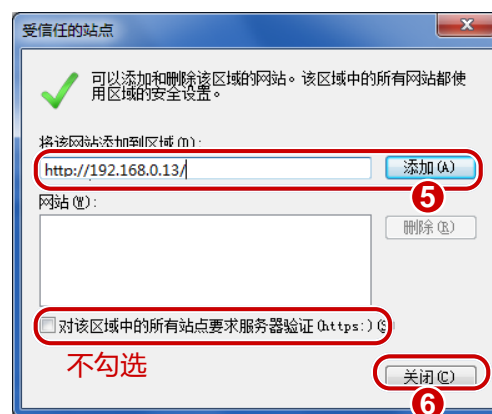 受信任的站点
可以添加和删除该区域的网站。该区域中的所有网站都使
用区域的安全设置。
将该网站添加到区域(D):
http://192.168.0.13/
添加(A)
5
网站(W):
删除(R)
对该区域中的所有站点要求服务器验证(https:)(S)
不勾选
关闭(C)
6